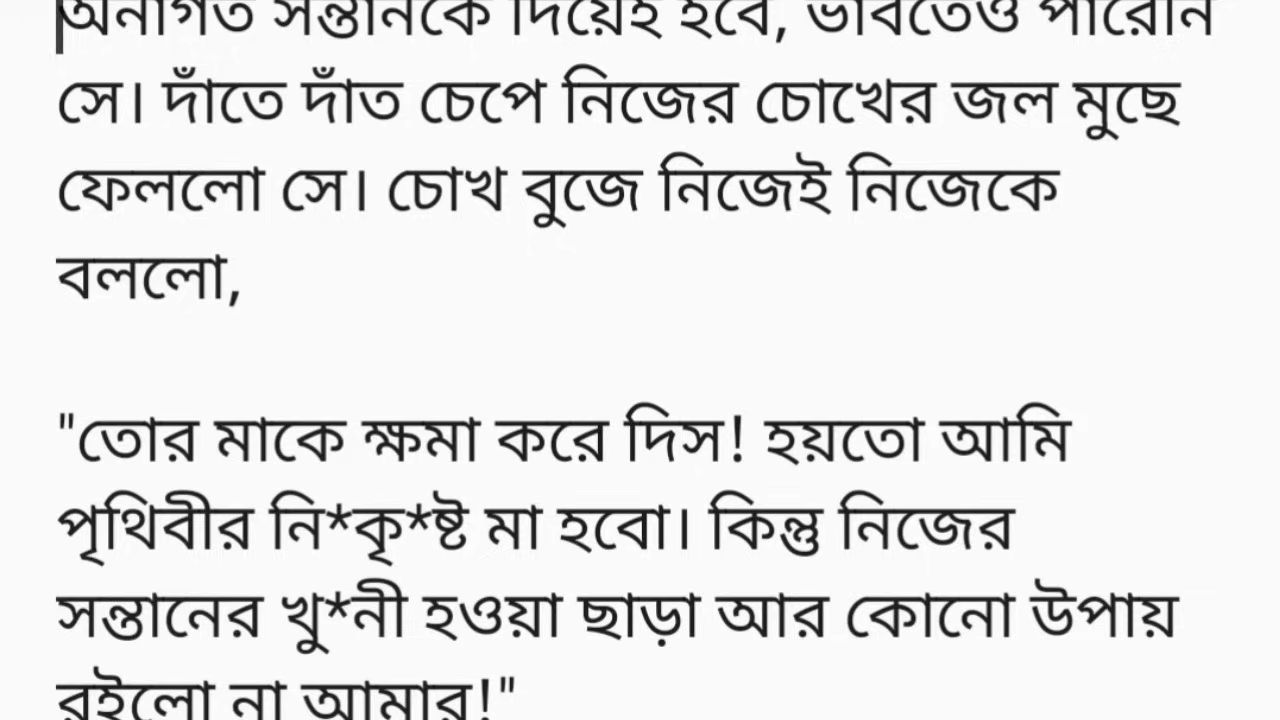 অনাগত সন্তানকে দিয়েই হবে, ভাবতেও পারেনি
সে। দাঁতে দাঁত চেপে নিজের চোখের জল মুছে
ফেললো সে। চোখ বুজে নিজেই নিজেকে
বললো,
"তোর মাকে ক্ষমা করে দিস! হয়তো আমি
পৃথিবীর নি*কৃ*ষ্ট মা হবো। কিন্তু নিজের
সন্তানের খু*নী হওয়া ছাড়া আর কোনো উপায়
রইলো না আমার!"